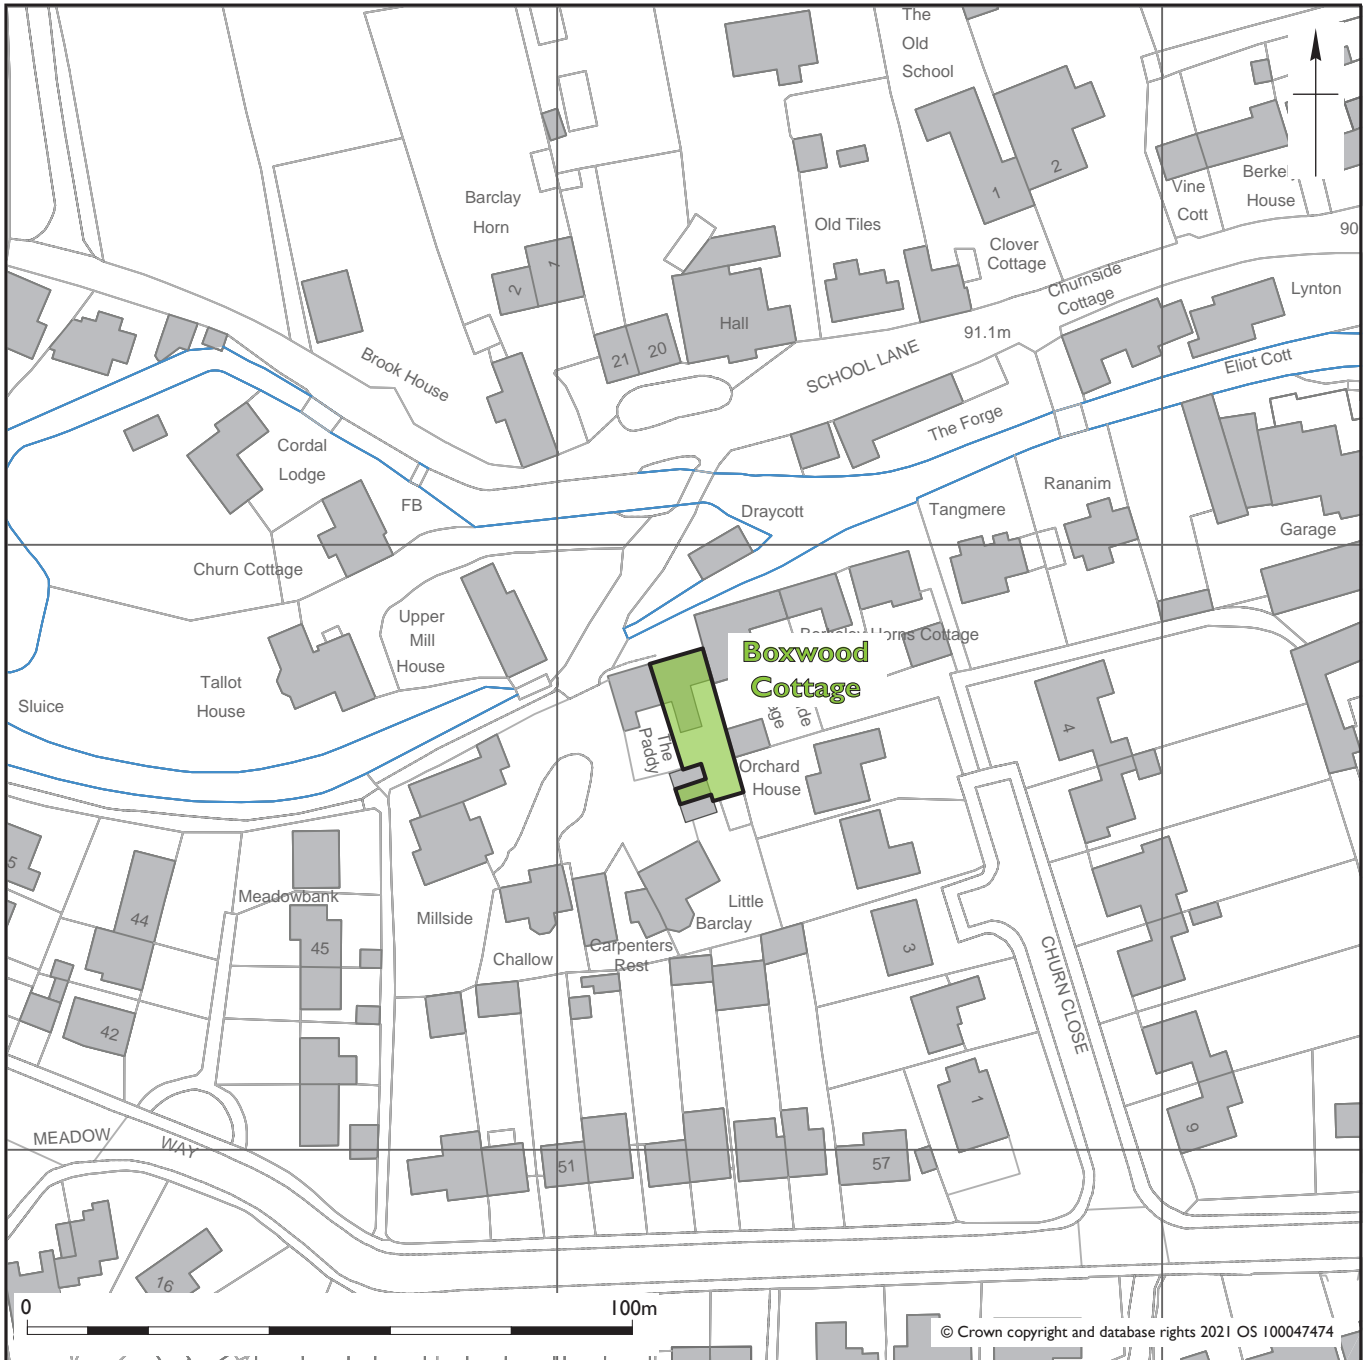 The
Old
School
2
1
Barclay
Horn
1
2
Old Tiles
Clover
Cottage
Vine
Cott
House
90
Churnside
Cottage
Lynton
Hall
21
20
91.1m
SCHOOL LANE
Eliot Cott
Brook House
The Forge
Cordal
Lodge
FB
Draycott
Tangmere
Rananim
Garage
Churn Cottage
Upper
Mill
House
Horns Cottage
Boxwood
Cottage
Tallot
House
Sluice
The
Paddy
Orchard
House
4
5
44
Meadowbank
45
Millside
Challow
Carpenters
Rest
Little
Barclay
3
CHURN CLOSE
42
1
9
MEADOW
WAY
51
57
16
0
100m
© Crown copyright and database rights 2021 OS 100047474